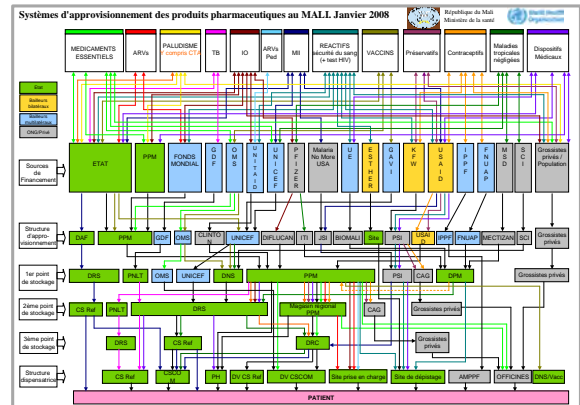 Systèmes d'approvisionnement des produits pharmaceutiques au MALI. Janvier 2008
République du Mali
Ministère de la santé
World Health
Organization
MEDICAMENTS
ESSENTIELS
ARVs
PALUDISME
Y compris CTA
TB
IO
ARVs
Ped
MII
REACTIFS
sécurité du sang
(+ test HIV)
VACCINS
Préservatifs
Contraceptifs
Maladies
tropicales
négligées
Dispositifs
Médicaux
Etat
Bailleurs
bilatéraux
Bailleurs
multilatéraux
ONG/Privé
Sources
de
Financement
ETAT
PPM
FONDS
MONDIAL
GDF
OMS
UNITAID
UNICEF
PFIZER
Malaria
No More
USA
UE
ESTHER
GAVI
KFW
USAID
IPPF
FNUAP
MSD
SCI
Grossistes
privés /
Population
Structure
d'appro-
visionnement
DAF
PPM
GDF
OMS
CLINTON
UNICEF
DIFLUCAN
ITI
JSI
BIOMALI
Site
PSI
USAID
IPPF
FNUAP
MECTIZAN
SCI
Grossistes
privés
1er point
de stockage
DRS
PNLT
OMS
UNICEF
DNS
PPM
PSI
CAG
DPM
Grossistes privés
2ème point
de stockage
CS Ref
PNLT
DRS
Magasin régional
PPM
CAG
Grossistes
privés
3ème point
de stockage
DRS
CS Ref
DRC
Grossistes
privés
Structure
dispensatrice
CS Ref
CSCOM
PH
DV CS Ref
DV CSCOM
Site prise en charge
Site de dépistage
AMPPF
OFFICINES
DNS/Vacc
PATIENT